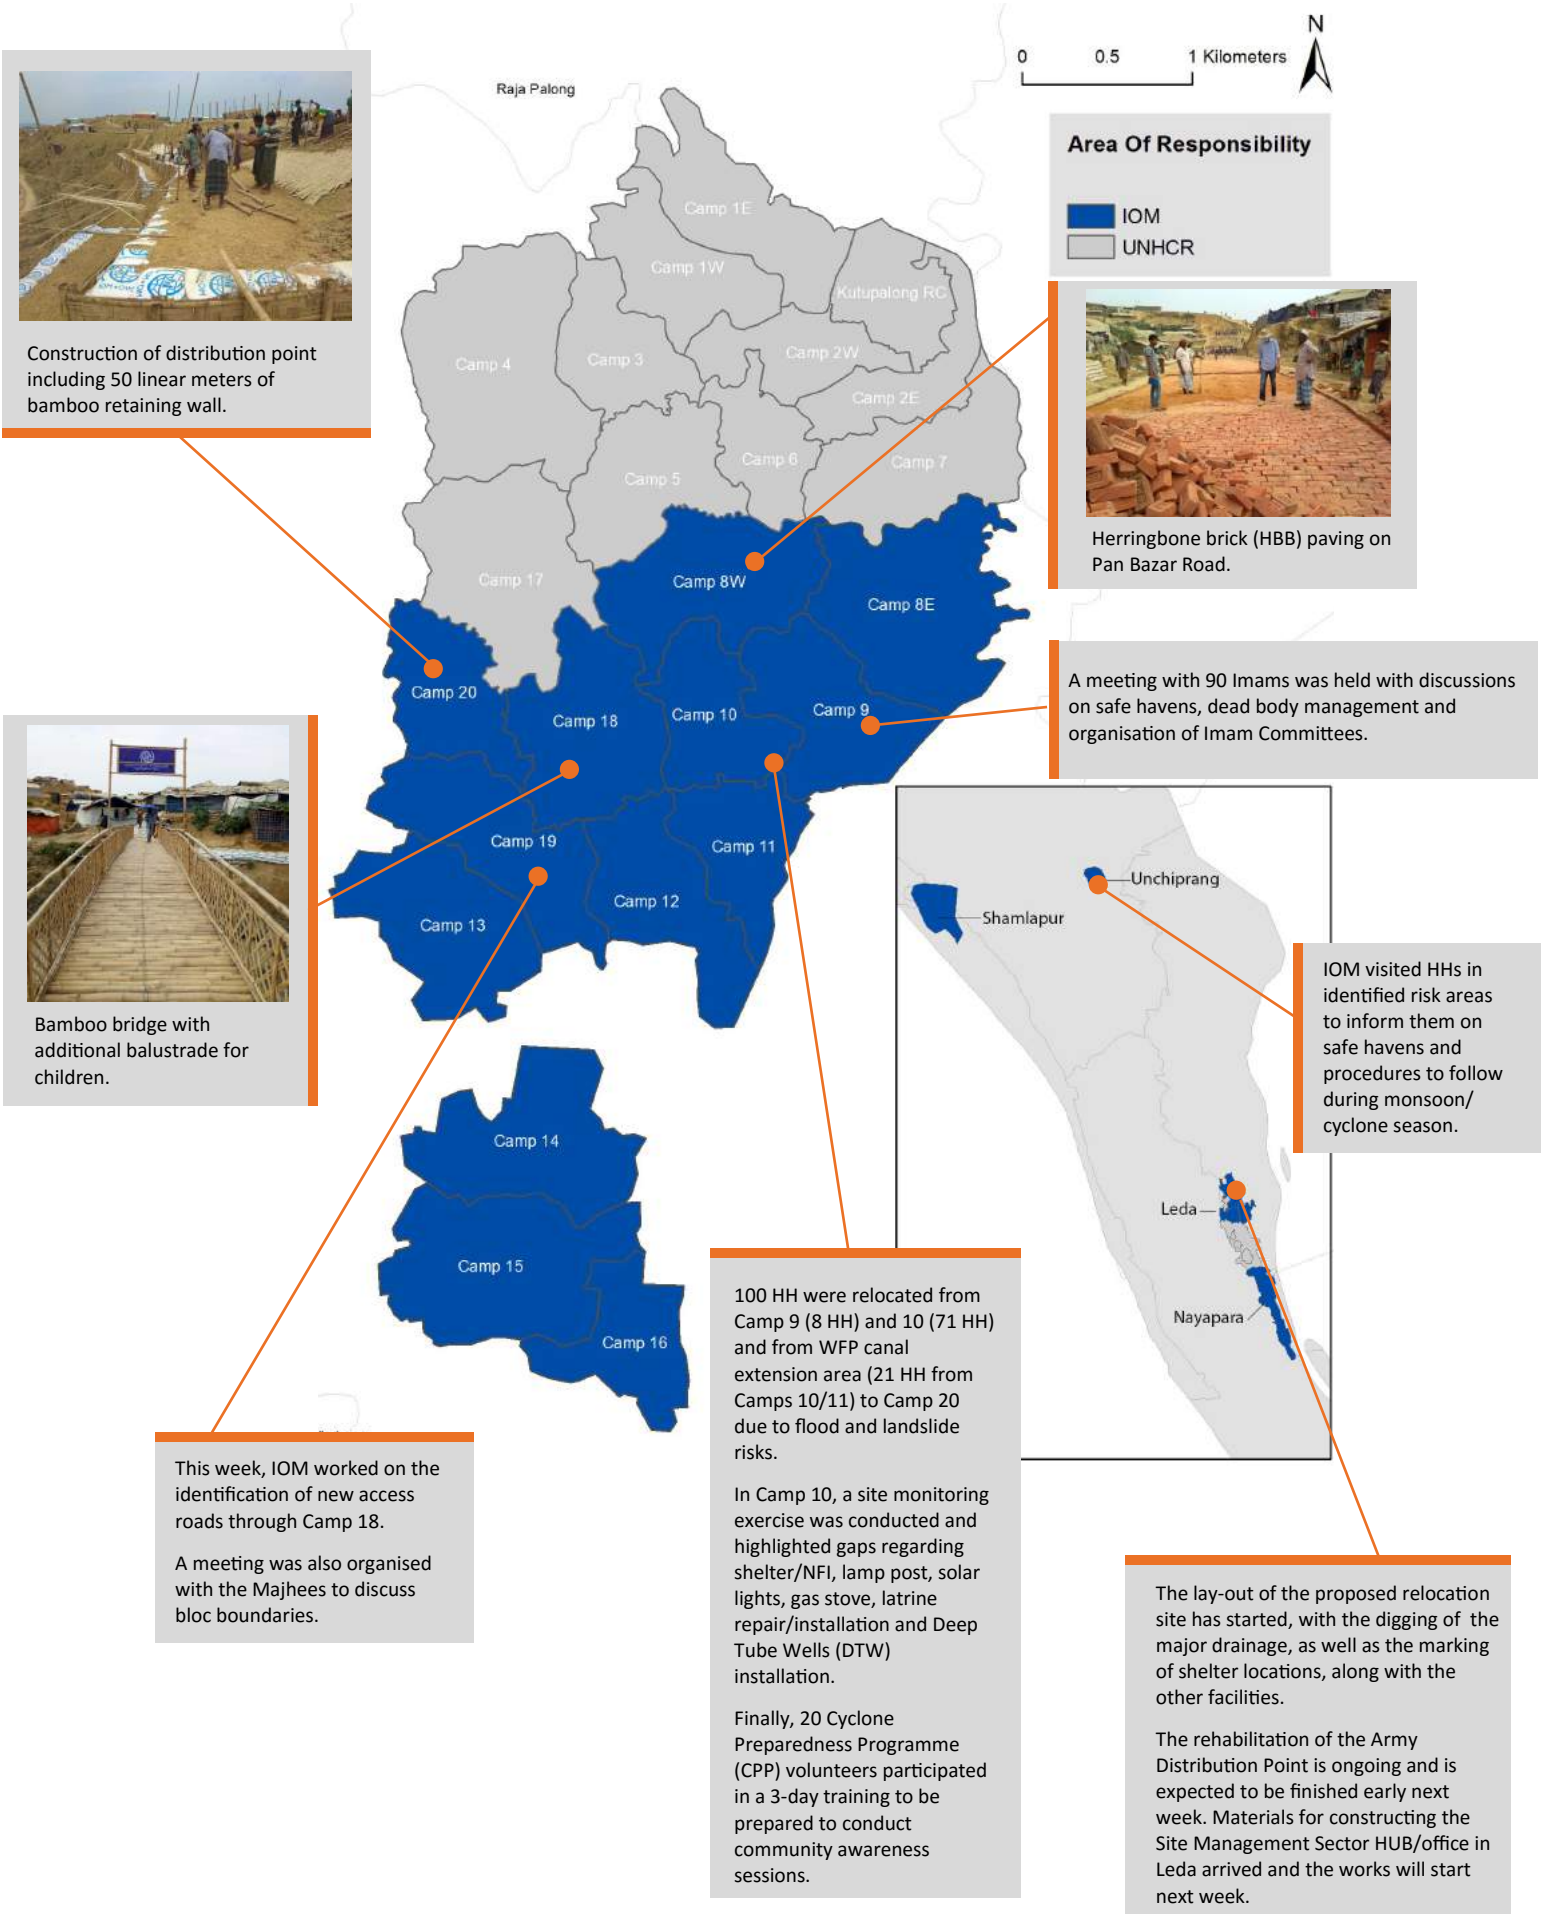 N
0 0.5 1 Kilometers
Raja Palong
Area Of Responsibility
IOM
UNHCR
Construction of distribution point
including 50 linear meters of
bamboo retaining wall.
Camp 1E
Camp 1W
Kutupalong RC
Camp 2W
Camp 3
Camp 4
Camp 2E
Camp 6
Camp 7
Camp 5
Camp 17
Herringbone brick (HBB) paving on
Pan Bazar Road.
Camp 8W
Camp 8E
Camp 20
Camp 18
Camp 10
Camp 9
A meeting with 90 Imams was held with discussions
on safe havens, dead body management and
organisation of Imam Committees.
Camp 19
Camp 11
Camp 12
Camp 13
Bamboo bridge with
additional balustrade for
children.
Unchiprang
Shamlapur
IOM visited HHs in
identified risk areas
to inform them on
safe havens and
procedures to follow
during monsoon/
cyclone season.
Camp 14
Camp 15
Camp 16
Leda
Nayapara
100 HH were relocated from
Camp 9 (8 HH) and 10 (71 HH)
and from WFP canal
extension area (21 HH from
Camps 10/11) to Camp 20
due to flood and landslide
risks.
In Camp 10, a site monitoring
exercise was conducted and
highlighted gaps regarding
shelter/NFI, lamp post, solar
lights, gas stove, latrine
repair/installation and Deep
Tube Wells (DTW)
installation.
Finally, 20 Cyclone
Preparedness Programme
(CPP) volunteers participated
in a 3-day training to be
prepared to conduct
community awareness
sessions.
This week, IOM worked on the
identification of new access
roads through Camp 18.
A meeting was also organised
with the Majhees to discuss
bloc boundaries.
The lay-out of the proposed relocation
site has started, with the digging of the
major drainage, as well as the marking
of shelter locations, along with the
other facilities.
The rehabilitation of the Army
Distribution Point is ongoing and is
expected to be finished early next
week. Materials for constructing the
Site Management Sector HUB/office in
Leda arrived and the works will start
next week.